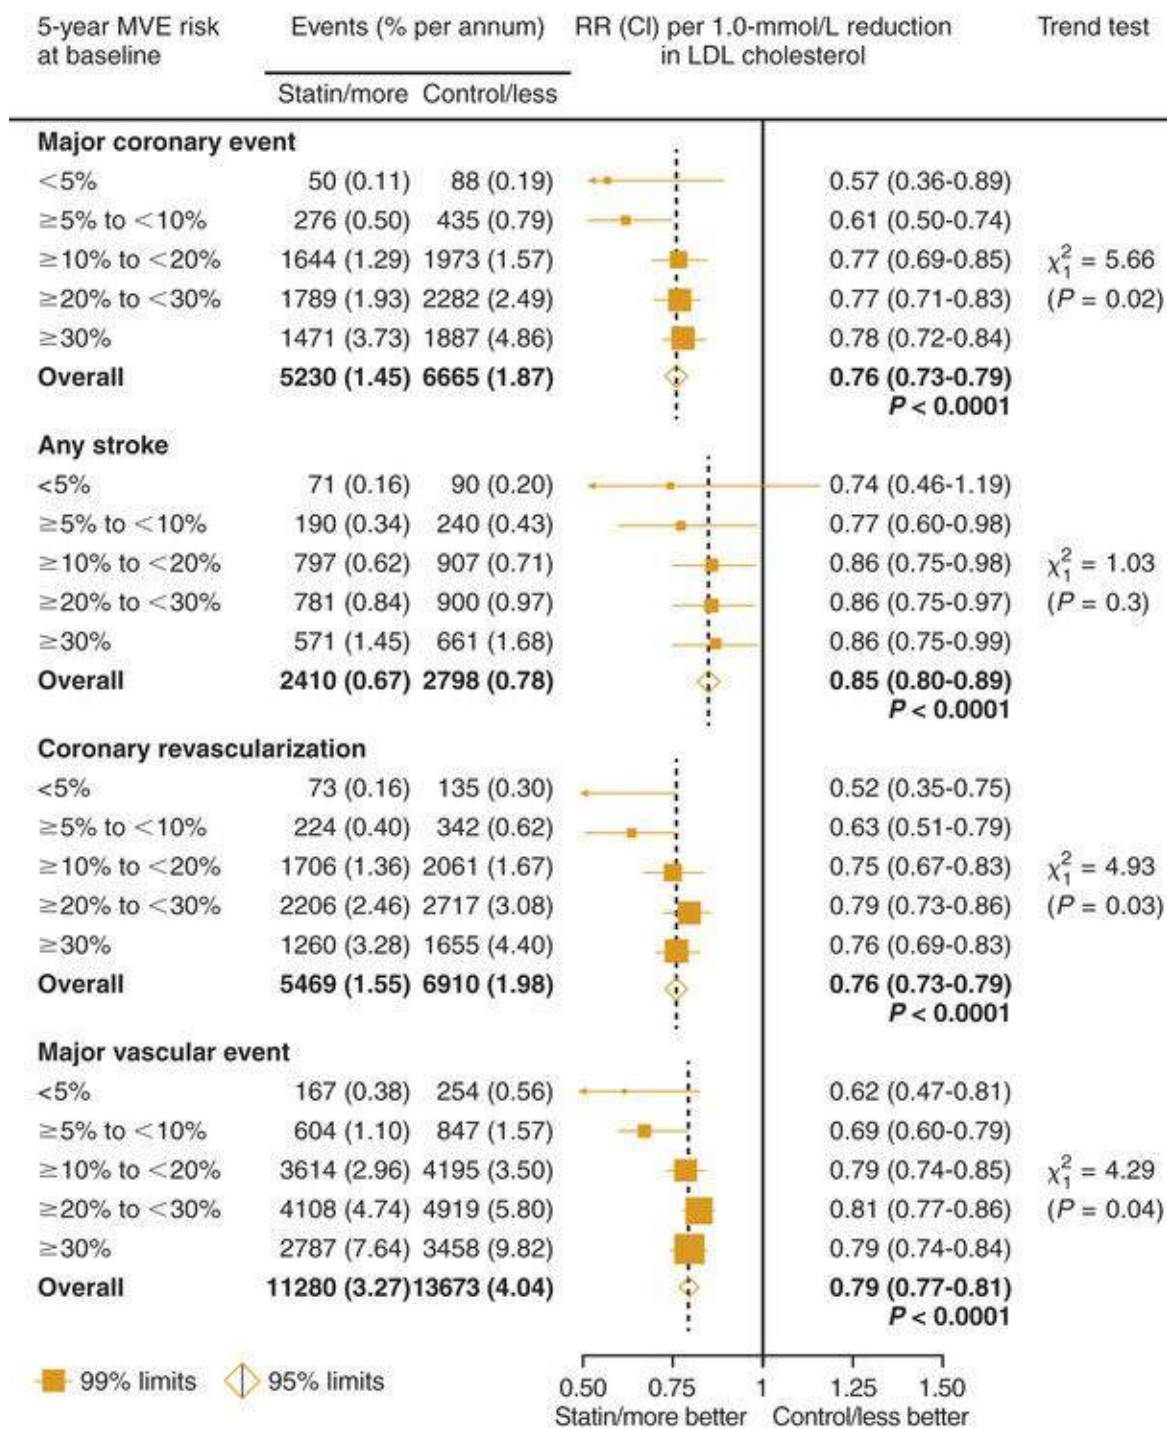 5-year MVE risk at baseline Events (% per annum) RR (CI) per 1.0-mmol/L reduction in LDL cholesterol Trend test
Statin/more Control/less
Major coronary event
<5% 50 (0.11) 88 (0.19) 0.57 (0.36-0.89)
≥5% to <10% 276 (0.50) 435 (0.79) 0.61 (0.50-0.74)
≥10% to <20% 1644 (1.29) 1973 (1.57) 0.77 (0.69-0.85) χ²₁ = 5.66
≥20% to <30% 1789 (1.93) 2282 (2.49) 0.77 (0.71-0.83) (P = 0.02)
≥30% 1471 (3.73) 1887 (4.86) 0.78 (0.72-0.84)
Overall 5230 (1.45) 6665 (1.87) 0.76 (0.73-0.79)
P < 0.0001
Any stroke
<5% 71 (0.16) 90 (0.20) 0.74 (0.46-1.19)
≥5% to <10% 190 (0.34) 240 (0.43) 0.77 (0.60-0.98)
≥10% to <20% 797 (0.62) 907 (0.71) 0.86 (0.75-0.98) χ²₁ = 1.03
≥20% to <30% 781 (0.84) 900 (0.97) 0.86 (0.75-0.97) (P = 0.3)
≥30% 571 (1.45) 661 (1.68) 0.86 (0.75-0.99)
Overall 2410 (0.67) 2798 (0.78) 0.85 (0.80-0.89)
P < 0.0001
Coronary revascularization
<5% 73 (0.16) 135 (0.30) 0.52 (0.35-0.75)
≥5% to <10% 224 (0.40) 342 (0.62) 0.63 (0.51-0.79)
≥10% to <20% 1706 (1.36) 2061 (1.67) 0.75 (0.67-0.83) χ²₁ = 4.93
≥20% to <30% 2206 (2.46) 2717 (3.08) 0.79 (0.73-0.86) (P = 0.03)
≥30% 1260 (3.28) 1655 (4.40) 0.76 (0.69-0.83)
Overall 5469 (1.55) 6910 (1.98) 0.76 (0.73-0.79)
P < 0.0001
Major vascular event
<5% 167 (0.38) 254 (0.56) 0.62 (0.47-0.81)
≥5% to <10% 604 (1.10) 847 (1.57) 0.69 (0.60-0.79)
≥10% to <20% 3614 (2.96) 4195 (3.50) 0.79 (0.74-0.85) χ²₁ = 4.29
≥20% to <30% 4108 (4.74) 4919 (5.80) 0.81 (0.77-0.86) (P = 0.04)
≥30% 2787 (7.64) 3458 (9.82) 0.79 (0.74-0.84)
Overall 11280 (3.27) 13673 (4.04) 0.79 (0.77-0.81)
P < 0.0001
99% limits 95% limits
0.50 0.75 1 1.25 1.50
Statin/more better Control/less better